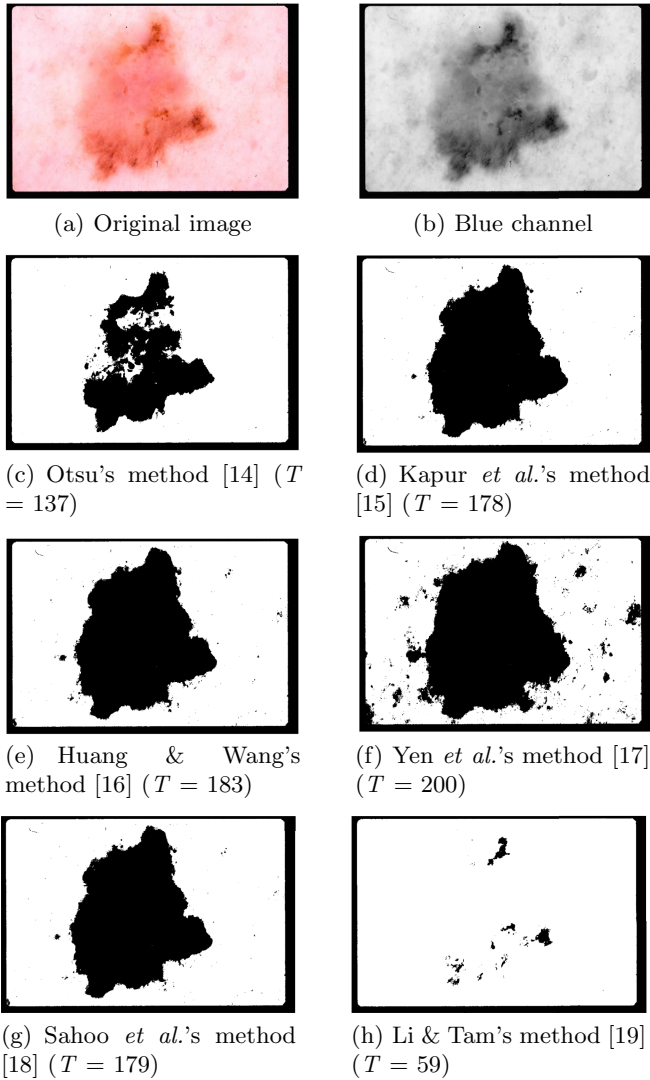 (a) Original image
(b) Blue channel
(c) Otsu's method [14] (T
= 137)
(d) Kapur et al.'s method
[15] (T = 178)
(e) Huang & Wang's
method [16] (T = 183)
(f) Yen et al.'s method [17]
(T = 200)
(g) Sahoo et al.'s method
[18] (T = 179)
(h) Li & Tam's method [19]
(T = 59)